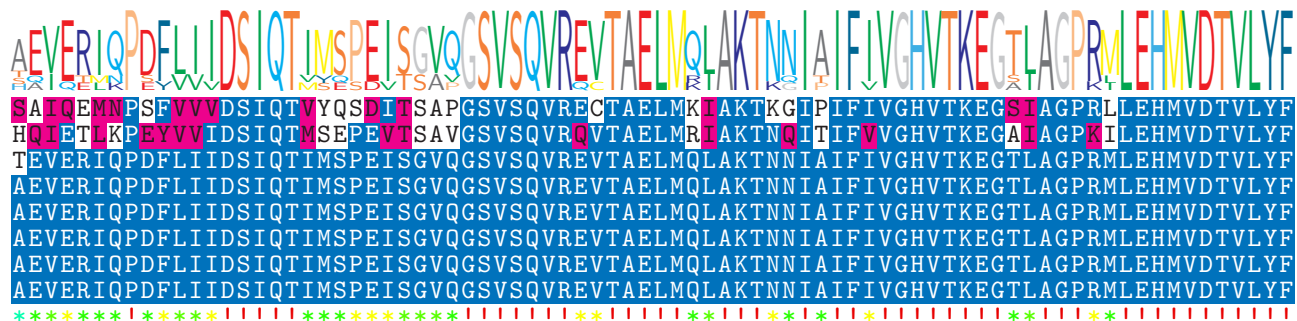 AEVERIQPDFLIIDSIQTIMSPEISGVQGSVSQVREVTAELMQLAKTNNIAIFIVGHVTKEGTLAGPRMLEHMVDTVLYF
SAIQEMNPSFVVVDSIQTVYQSDITSAPGSVSQVRECTAELMKIAKTKGIPIFIVGHVTKEGSIAGPRLLEHMVDTVLYF
HQIETLKPEYVVIDSIQTMSEPEVTSAVGSVSQVRQVTAELMRIAKTNQITIFVVGHVTKEGAIAGPKILEHMVDTVLYF
TEVERIQPDFLIIDSIQTIMSPEISGVQGSVSQVREVTAELMQLAKTNNIAIFIVGHVTKEGTLAGPRMLEHMVDTVLYF
AEVERIQPDFLIIDSIQTIMSPEISGVQGSVSQVREVTAELMQLAKTNNIAIFIVGHVTKEGTLAGPRMLEHMVDTVLYF
AEVERIQPDFLIIDSIQTIMSPEISGVQGSVSQVREVTAELMQLAKTNNIAIFIVGHVTKEGTLAGPRMLEHMVDTVLYF
AEVERIQPDFLIIDSIQTIMSPEISGVQGSVSQVREVTAELMQLAKTNNIAIFIVGHVTKEGTLAGPRMLEHMVDTVLYF
AEVERIQPDFLIIDSIQTIMSPEISGVQGSVSQVREVTAELMQLAKTNNIAIFIVGHVTKEGTLAGPRMLEHMVDTVLYF
AEVERIQPDFLIIDSIQTIMSPEISGVQGSVSQVREVTAELMQLAKTNNIAIFIVGHVTKEGTLAGPRMLEHMVDTVLYF
*******!*****!!!!!**********!!!!!!!**!!!!!**!!!**!*!!*!!!!!!!!**!!!**!!!!!!!!!!!